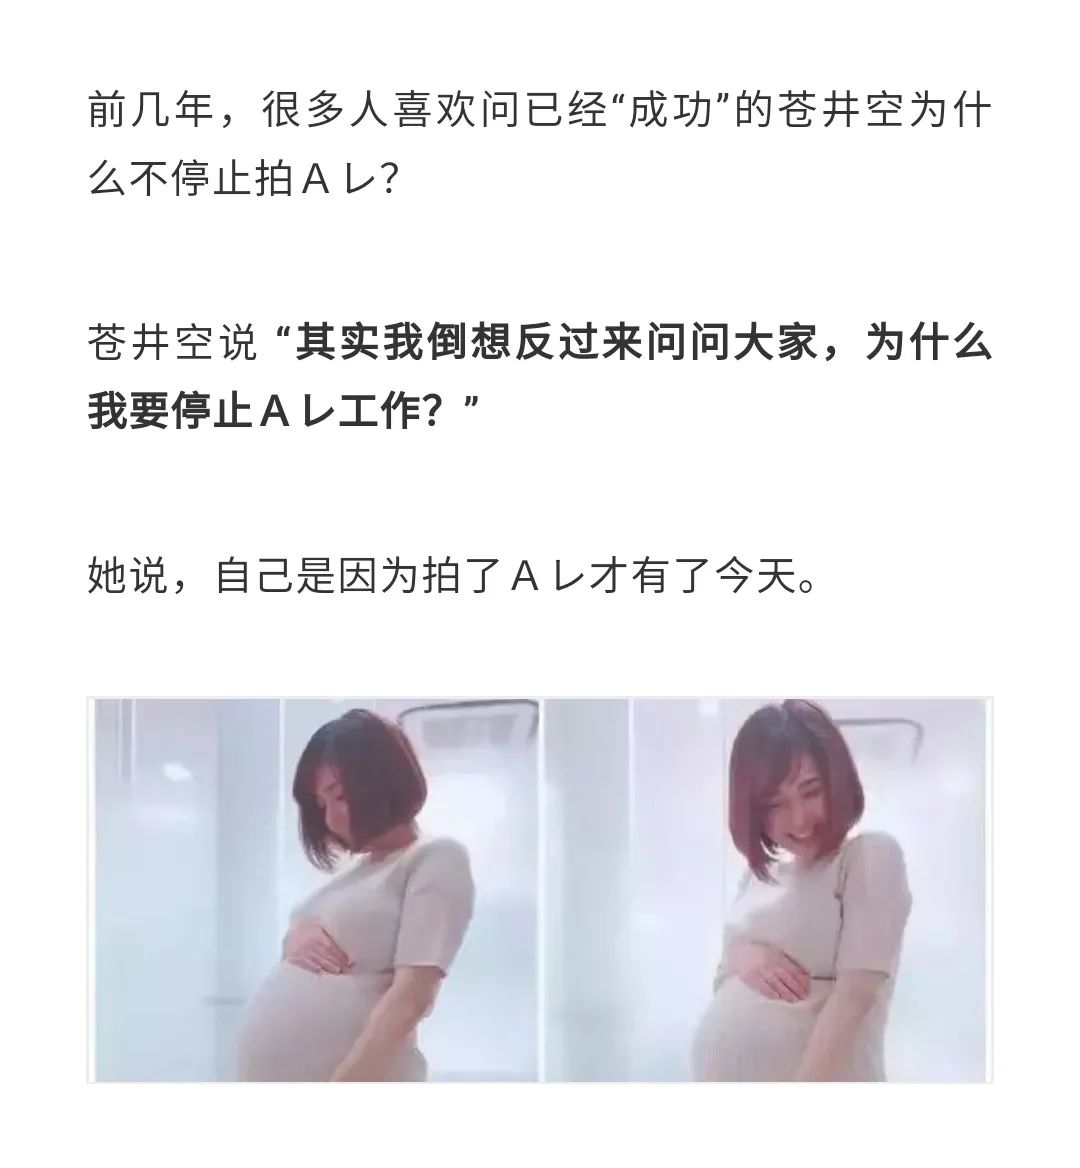 前几年，很多人喜欢问已经“成功”的苍井空为什
么不停止拍Ａレ？
苍井空说 “其实我倒想反过来问问大家，为什么
我要停止Ａレ工作？”
她说，自己是因为拍了Ａレ才有了今天。